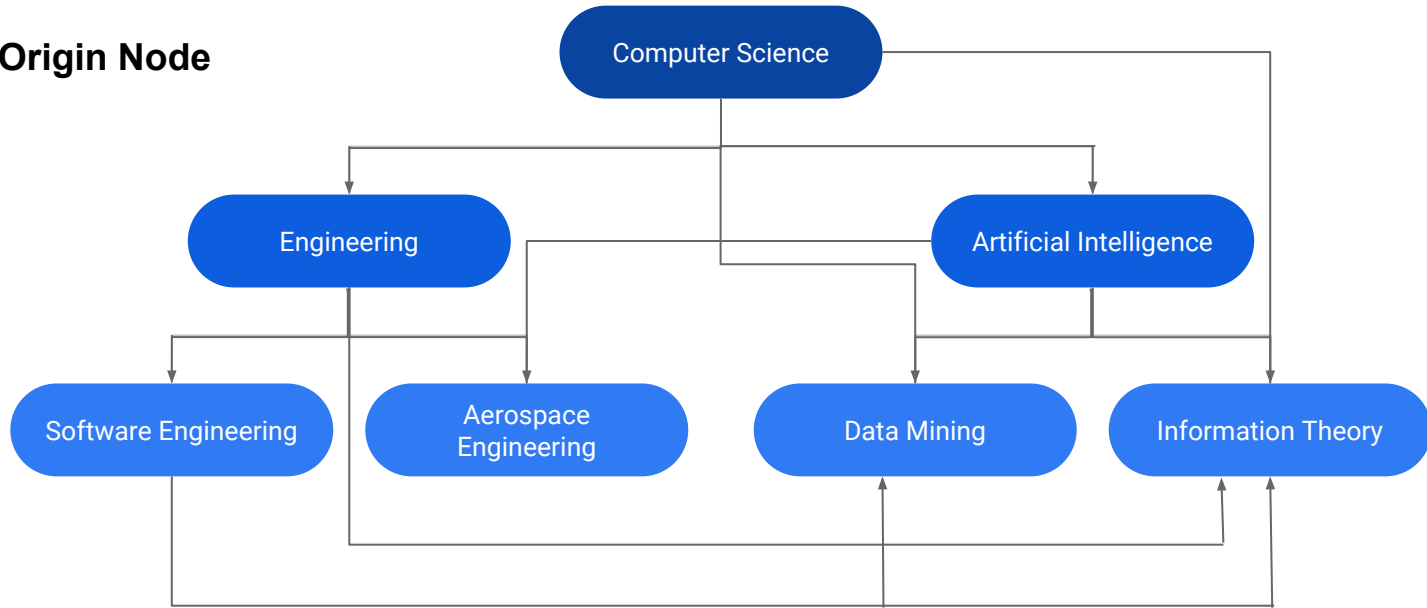 Origin Node
Computer Science
Engineering
Artificial Intelligence
Software Engineering
Aerospace
Engineering
Data Mining
Information Theory